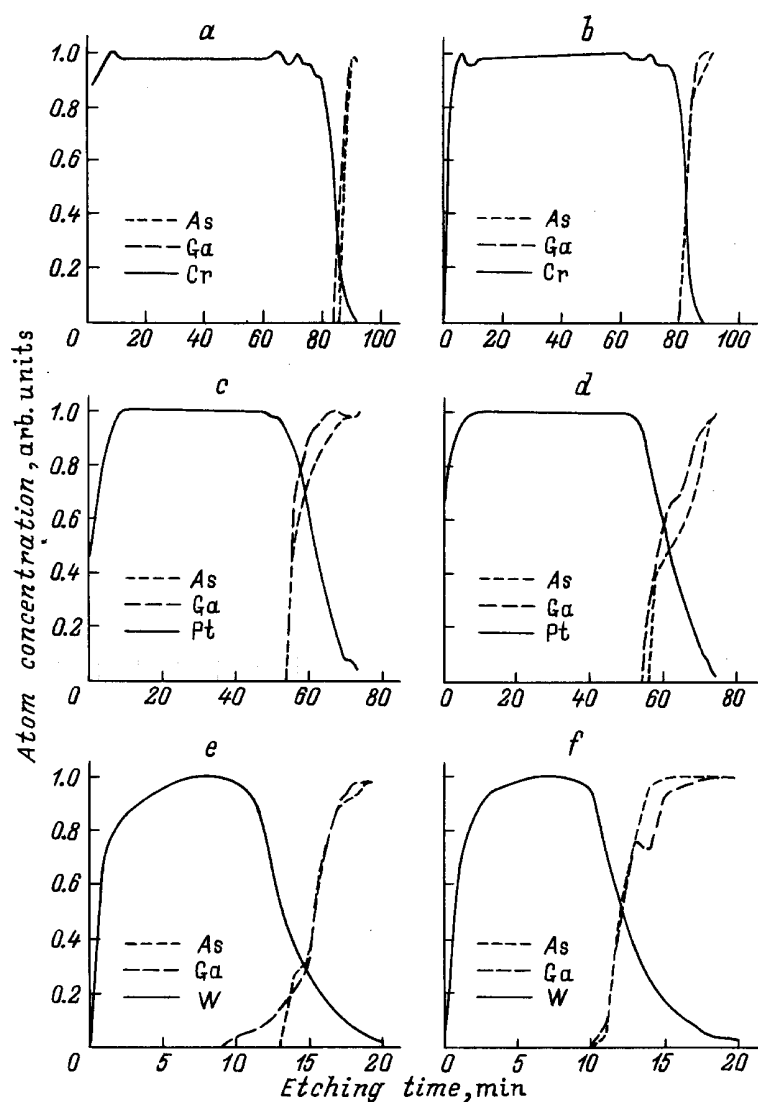 a
b
1.0
0.8
0.6
0.4
0.2
As
Ga
Cr
0 20 40 60 80 100
As
Ga
Cr
0 20 40 60 80 100
Atom concentration, arb. units
c
d
1.0
0.8
0.6
0.4
0.2
As
Ga
Pt
0 20 40 60 80
As
Ga
Pt
0 20 40 60 80
e
f
1.0
0.8
0.6
0.4
0.2
As
Ga
W
0 5 10 15 20
As
Ga
W
0 5 10 15 20
Etching time, min